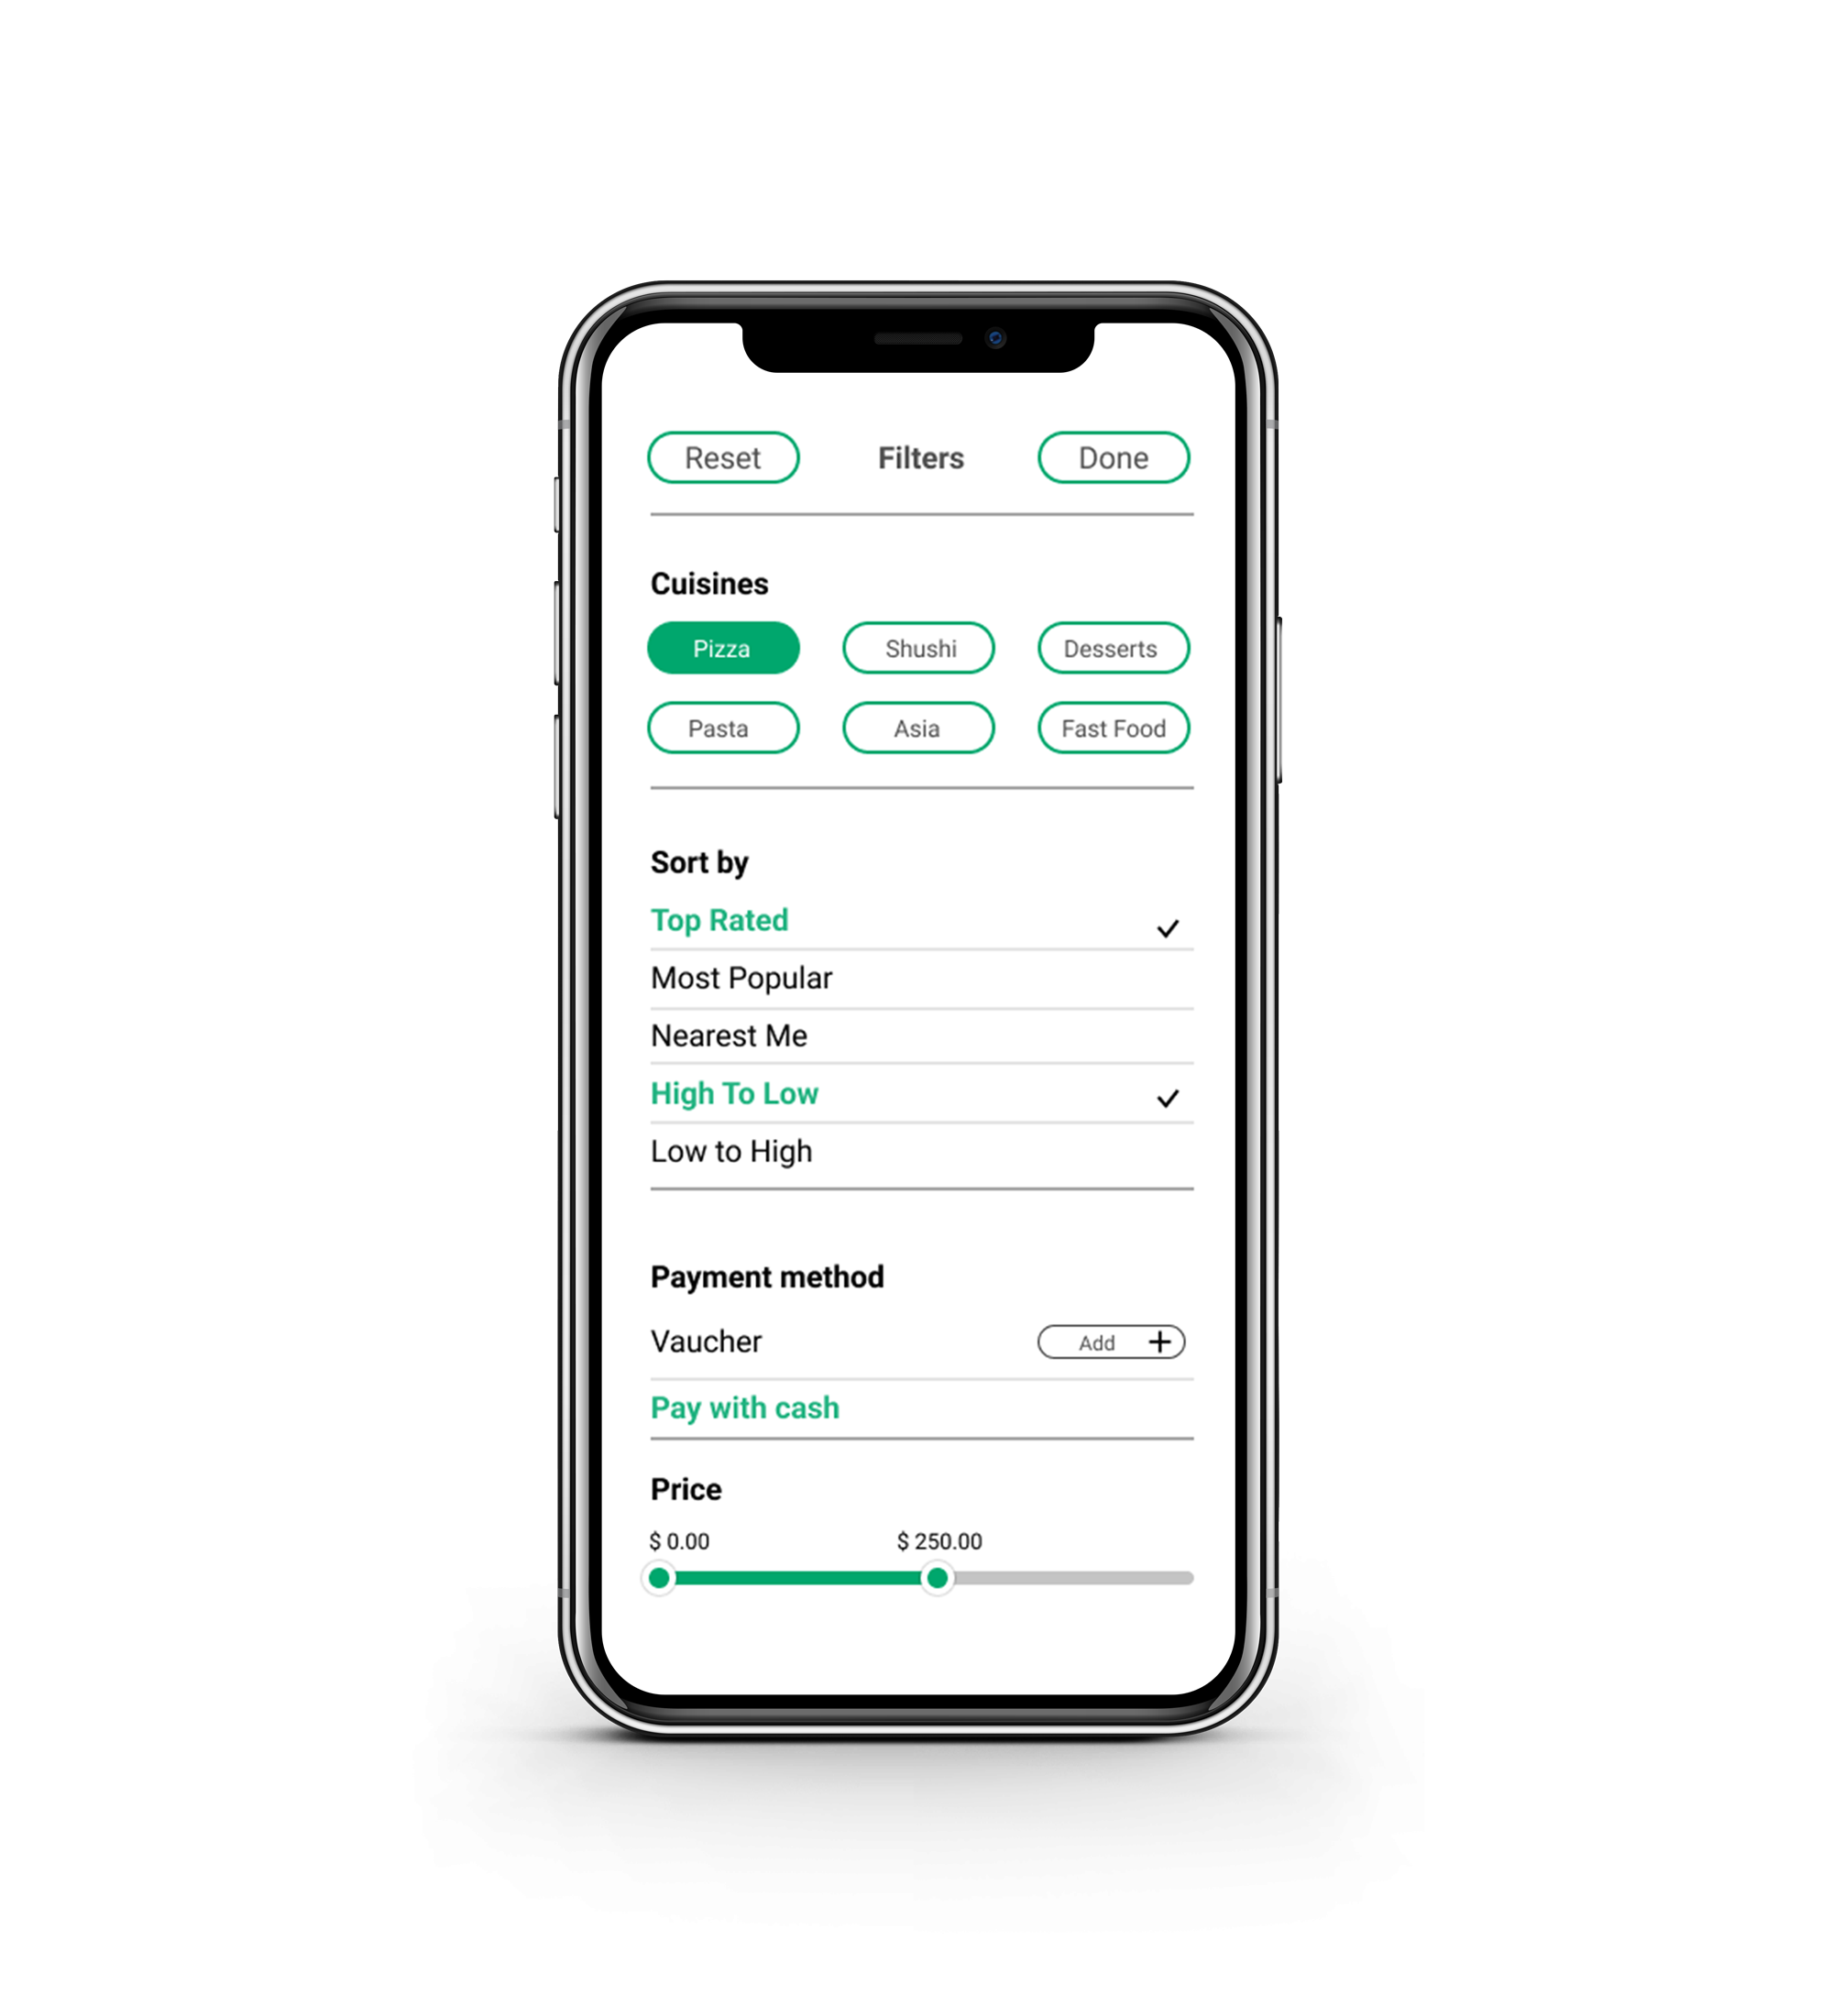 Reset Filters Done
Cuisines
Pizza Shushi Desserts
Pasta Asia Fast Food
Sort by
Top Rated
Most Popular
Nearest Me
High To Low
Low to High
Payment method
Vaucher Add +
Pay with cash
Price
$ 0.00 $ 250.00